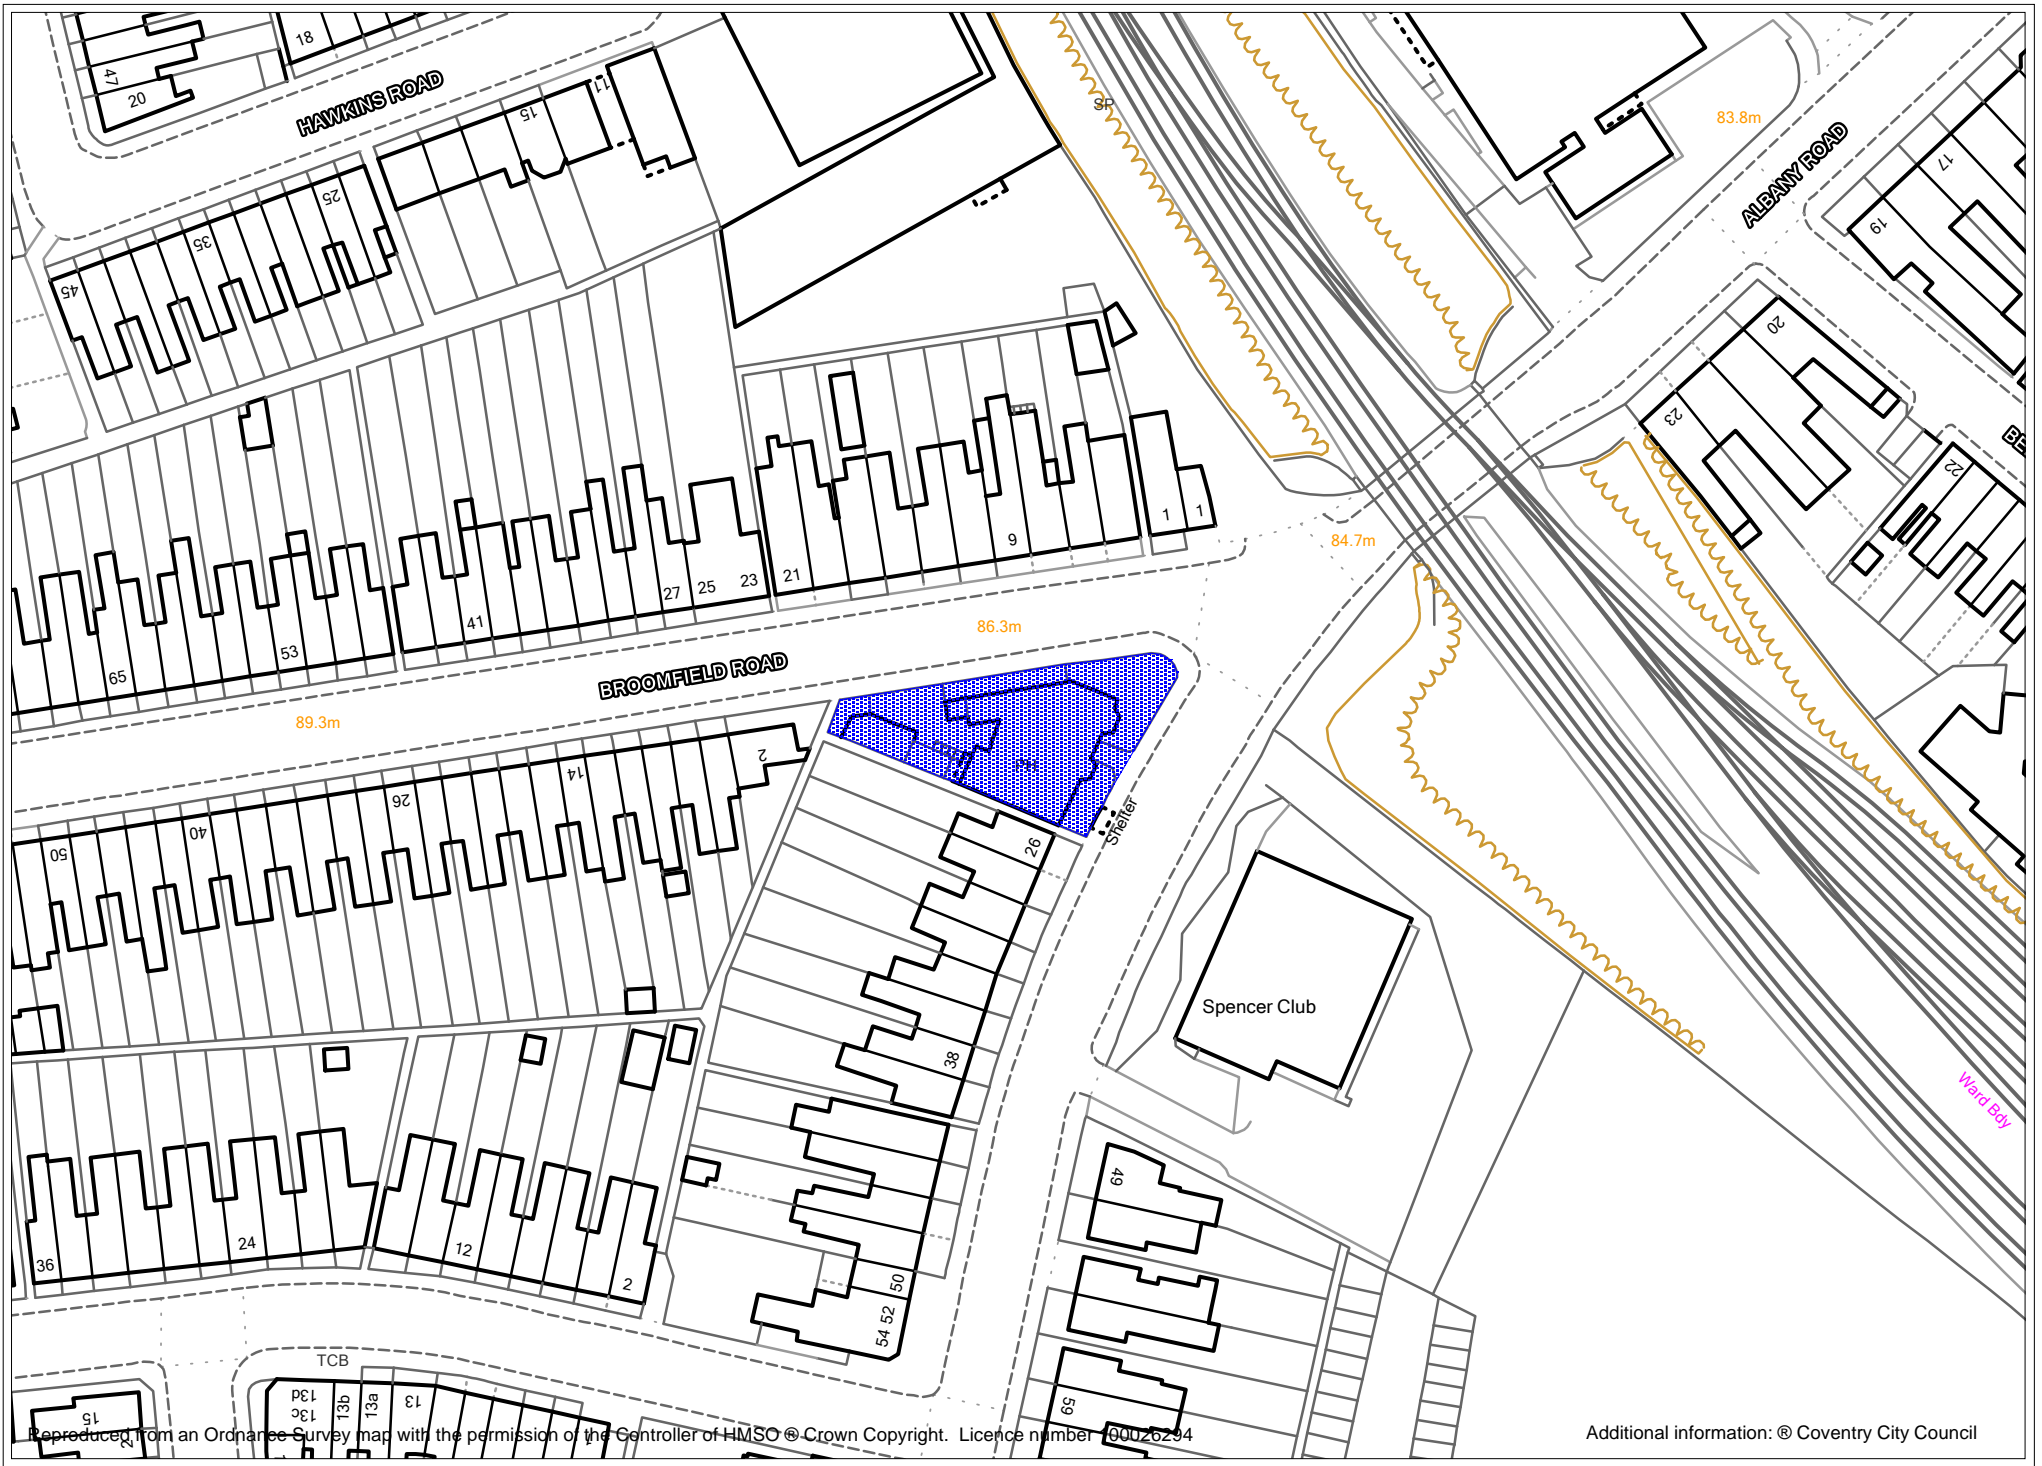 18
47
20
HAWKINS ROAD
15
11
SP
83.8m
ALBANY ROAD
17
19
25
35
45
20
23
22
BE
1
1
9
84.7m
21
23
25
27
41
53
65
86.3m
BROOMFIELD ROAD
89.3m
2
14
26
40
50
Shelter
26
Spencer Club
38
Ward Bdy
49
36
24
12
2
50
52
54
TCB
13d
13c
13b
13a
13
15
59
Reproduced from an Ordnance Survey map with the permission of the Controller of HMSO ® Crown Copyright. Licence number 100026294
Additional information: ® Coventry City Council